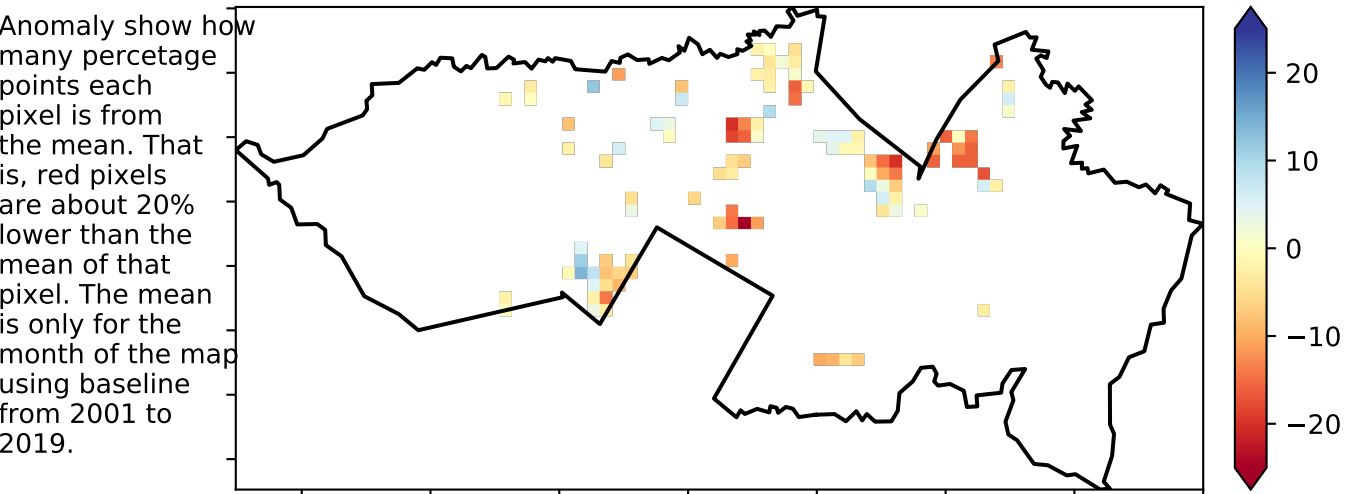 Anomaly show how
many percetage
points each
pixel is from
the mean. That
is, red pixels
are about 20%
lower than the
mean of that
pixel. The mean
is only for the
month of the map
using baseline
from 2001 to
2019.
20
10
0
−10
−20